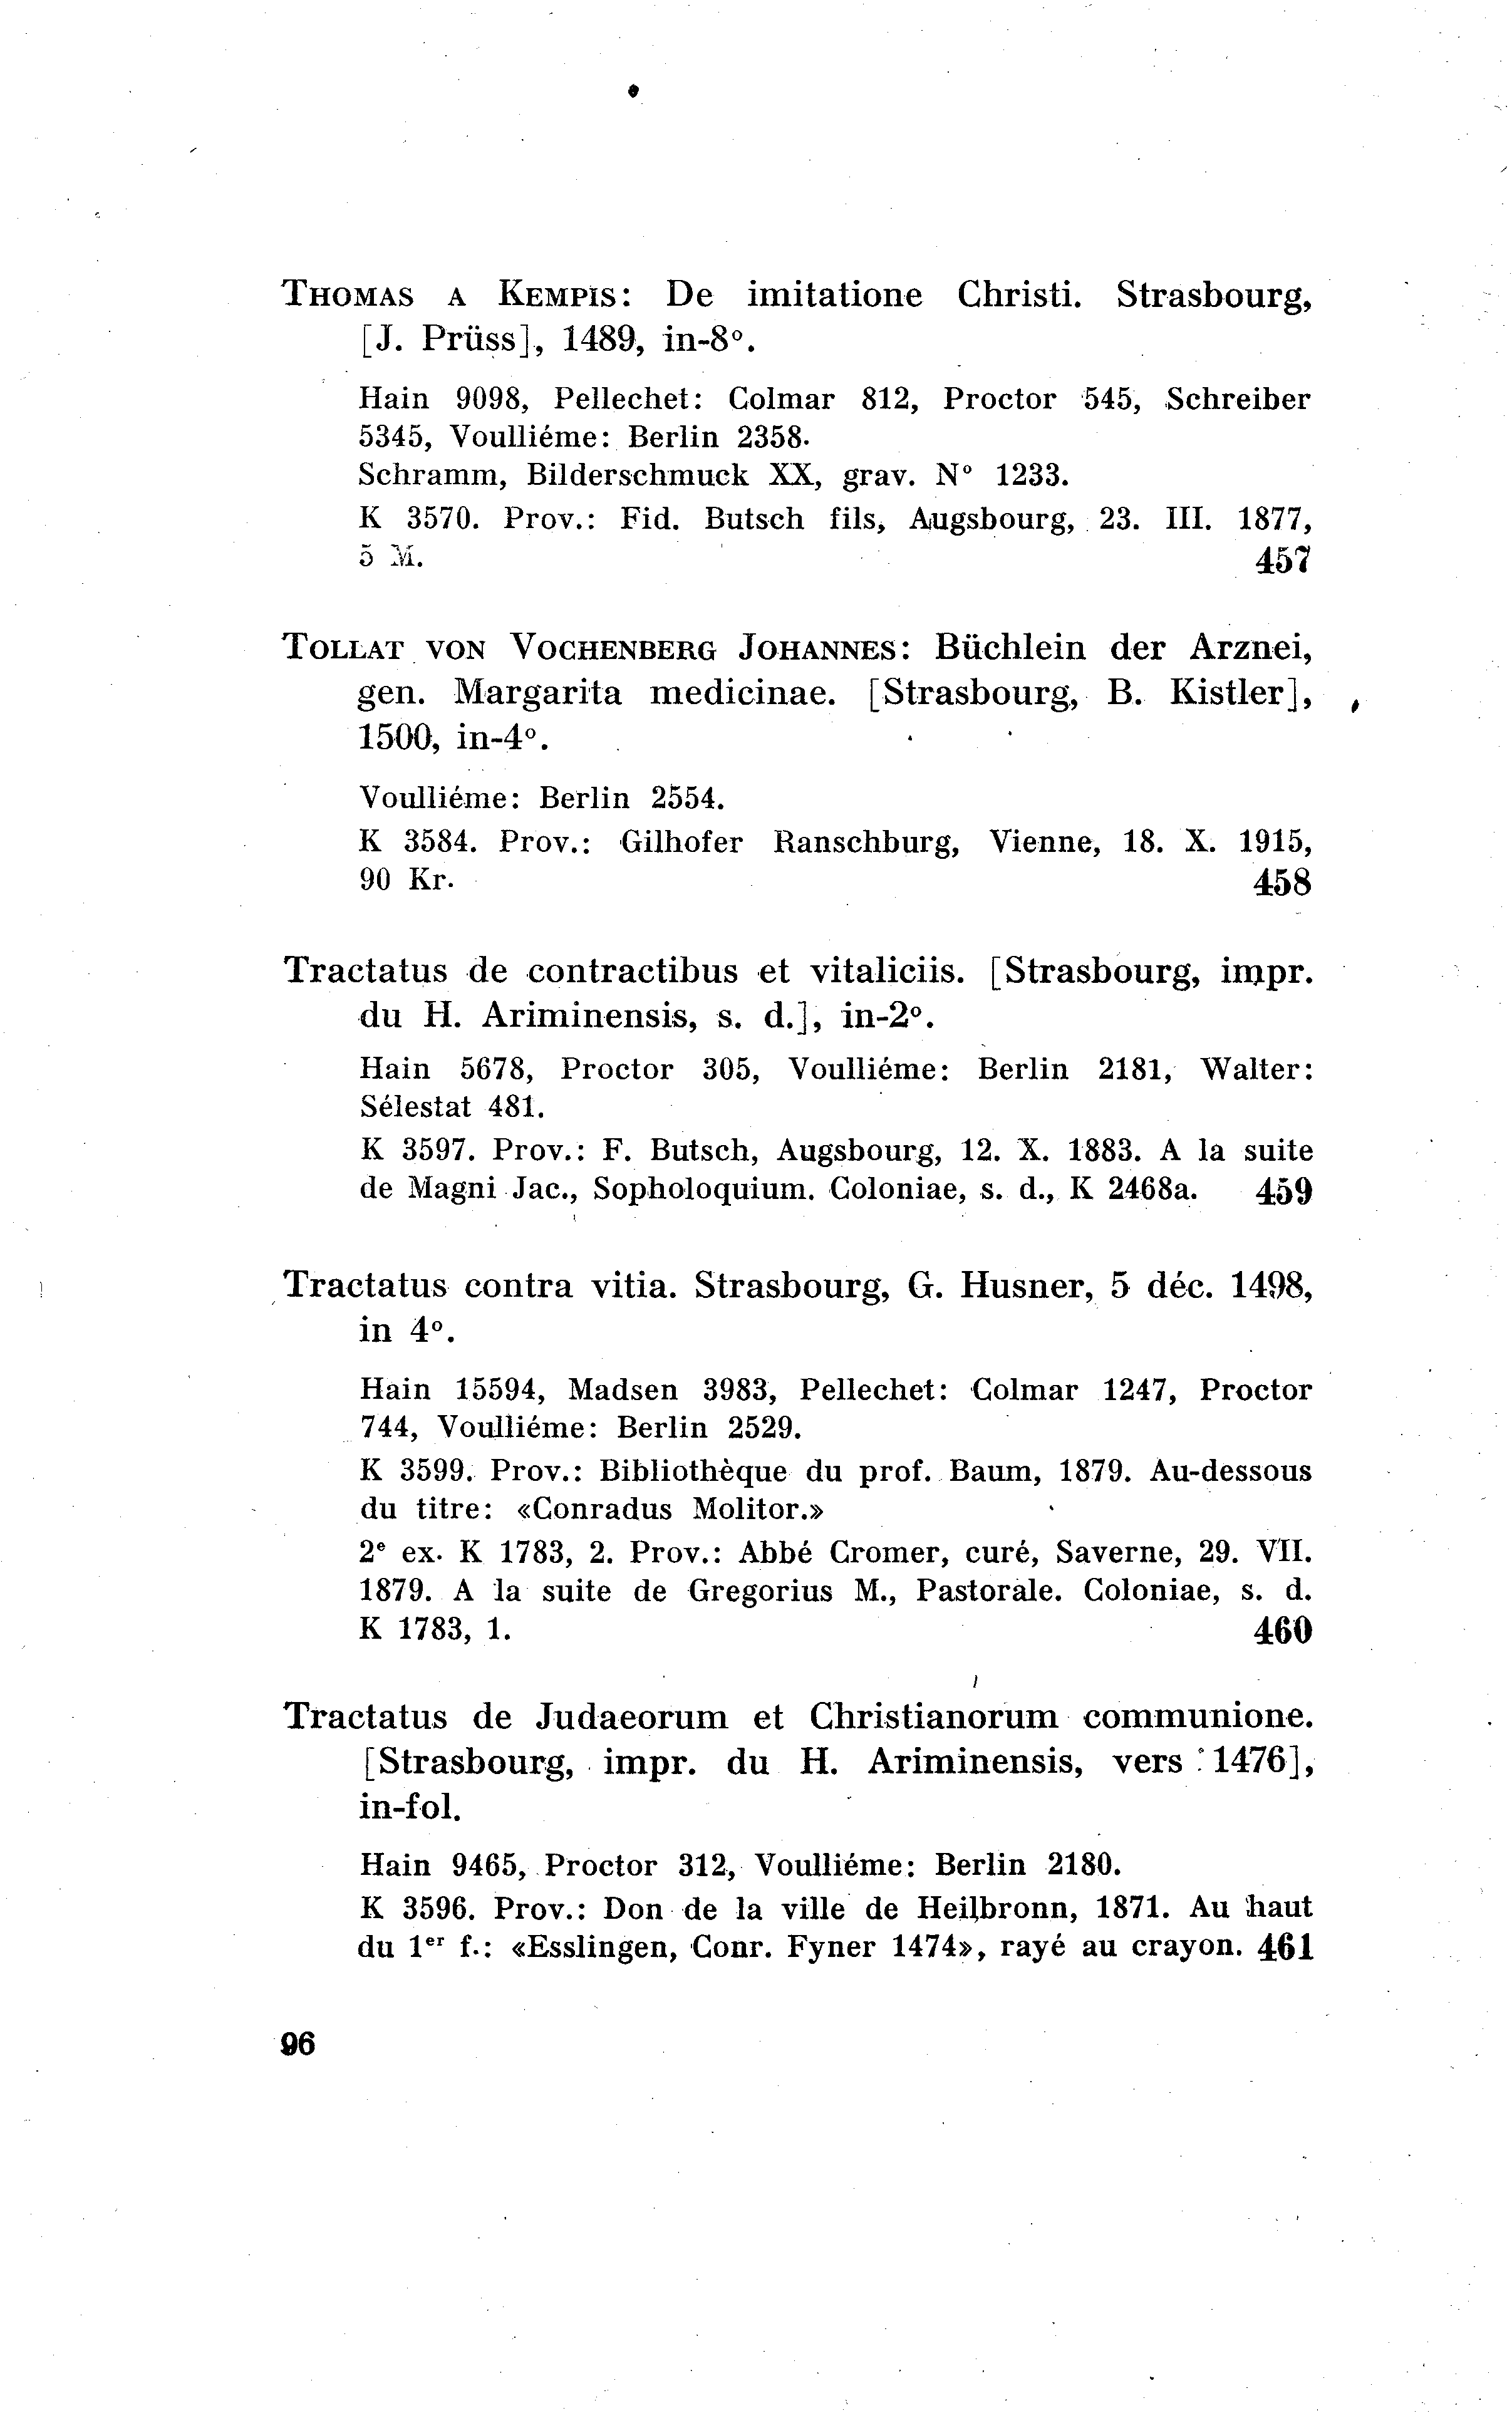 THOMAS A KEMPIS: De imitatione Christi. Strasbourg,
[J. Prüss], 1489, in-8°.
Hain 9098, Pellechet: Colmar 812, Proctor 545, Schreiber
5345, Voulliéme: Berlin 2358.
Schramm, Bilderschmuck XX, grav. N° 1233.
K 3570. Prov.: Fid. Butsch fils, Augsbourg, 23. III. 1877,
5 M. 457
TOLLAT VON VOCHENBERG JOHANNES: Büchlein der Arznei,
gen. Margarita medicinae. [Strasbourg, B. Kistler],
1500, in-4°.
Voulliéme: Berlin 2554.
K 3584. Prov.: Gilhofer Ranschburg, Vienne, 18. X. 1915,
90 Kr. 458
Tractatus de contractibus et vitaliciis. [Strasbourg, impr.
du H. Ariminensis, s. d.], in-2°.
Hain 5678, Proctor 305, Voulliéme: Berlin 2181, Walter:
Sélestat 481.
K 3597. Prov.: F. Butsch, Augsbourg, 12. X. 1883. A la suite
de Magni Jac., Sopholoquium. Coloniae, s. d., K 2468a. 459
Tractatus contra vitia. Strasbourg, G. Husner, 5 déc. 1498,
in 4°.
Hain 15594, Madsen 3983, Pellechet: Colmar 1247, Proctor
744, Voulliéme: Berlin 2529.
K 3599. Prov.: Bibliothèque du prof. Baum, 1879. Au-dessous
du titre: «Conradus Molitor.»
2e ex. K 1783, 2. Prov.: Abbé Cromer, curé, Saverne, 29. VII.
1879. A la suite de Gregorius M., Pastorale. Coloniae, s. d.
K 1783, 1. 460
Tractatus de Judaeorum et Christianorum communione.
[Strasbourg, impr. du H. Ariminensis, vers 1476],
in-fol.
Hain 9465, Proctor 312, Voulliéme: Berlin 2180.
K 3596. Prov.: Don de la ville de Heilbronn, 1871. Au haut
du 1er f.: «Esslingen, Conr. Fyner 1474», rayé au crayon. 461
96